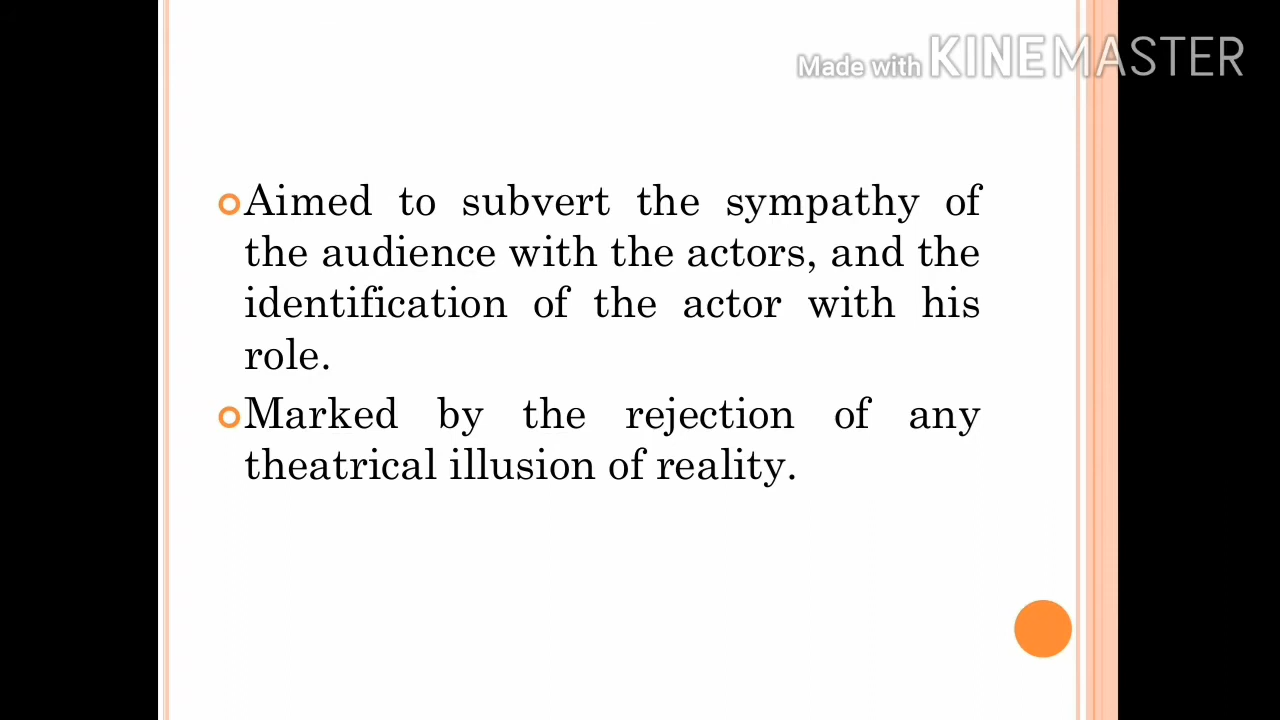 Made with KINEMASTER
Aimed to subvert the sympathy of
the audience with the actors, and the
identification of the actor with his
role.
Marked by the rejection of any
theatrical illusion of reality.